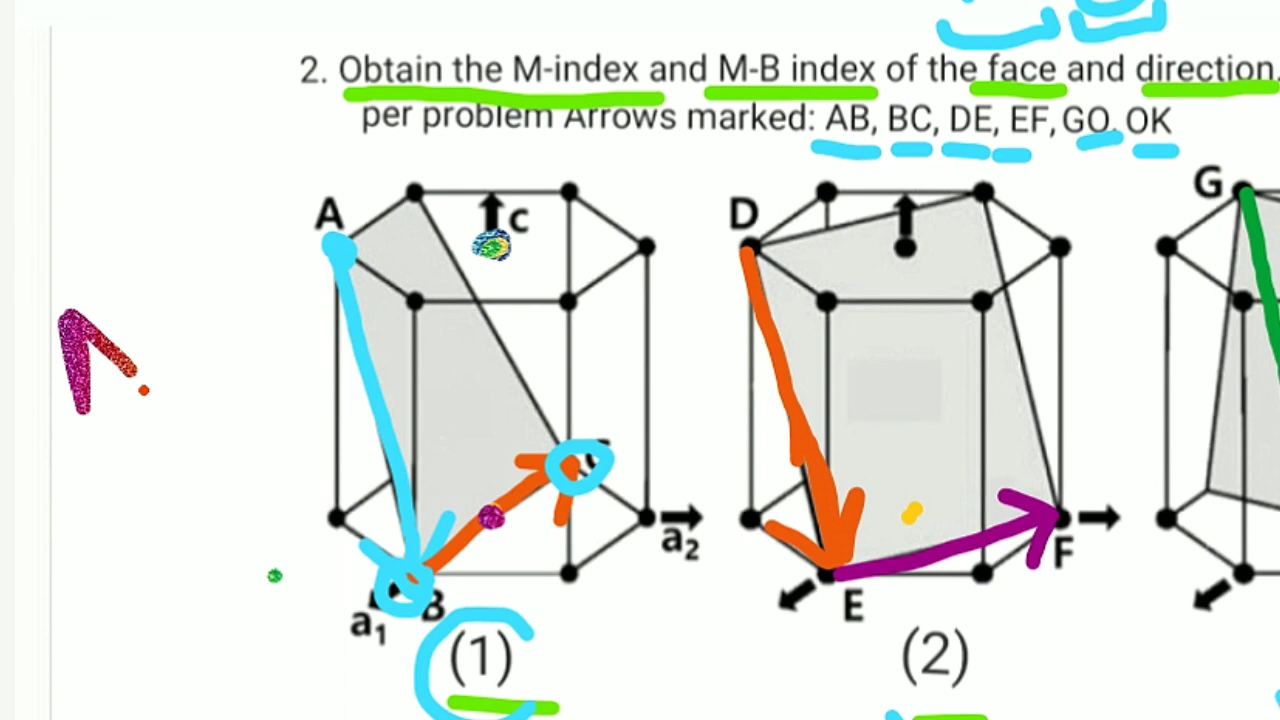 2. Obtain the M-index and M-B index of the face and direction.
per problem Arrows marked: AB, BC, DE, EF, GO, OK
A
c
D
G
C
a2
F
B
E
a1
(1)
(2)